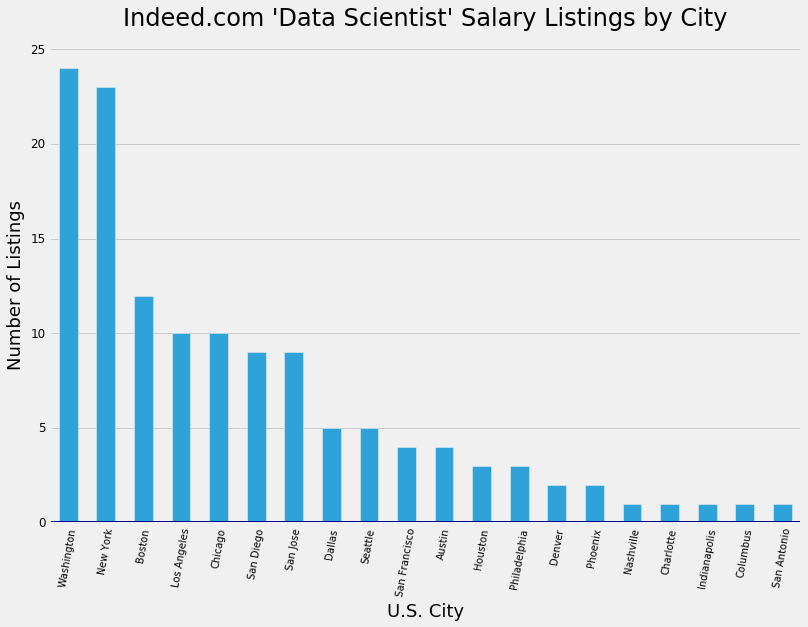 Indeed.com 'Data Scientist' Salary Listings by City
Number of Listings
25
20
15
10
5
0
Washington
New York
Boston
Los Angeles
Chicago
San Diego
San Jose
Dallas
Seattle
San Francisco
Austin
Houston
Philadelphia
Denver
Phoenix
Nashville
Charlotte
Indianapolis
Columbus
San Antonio
U.S. City